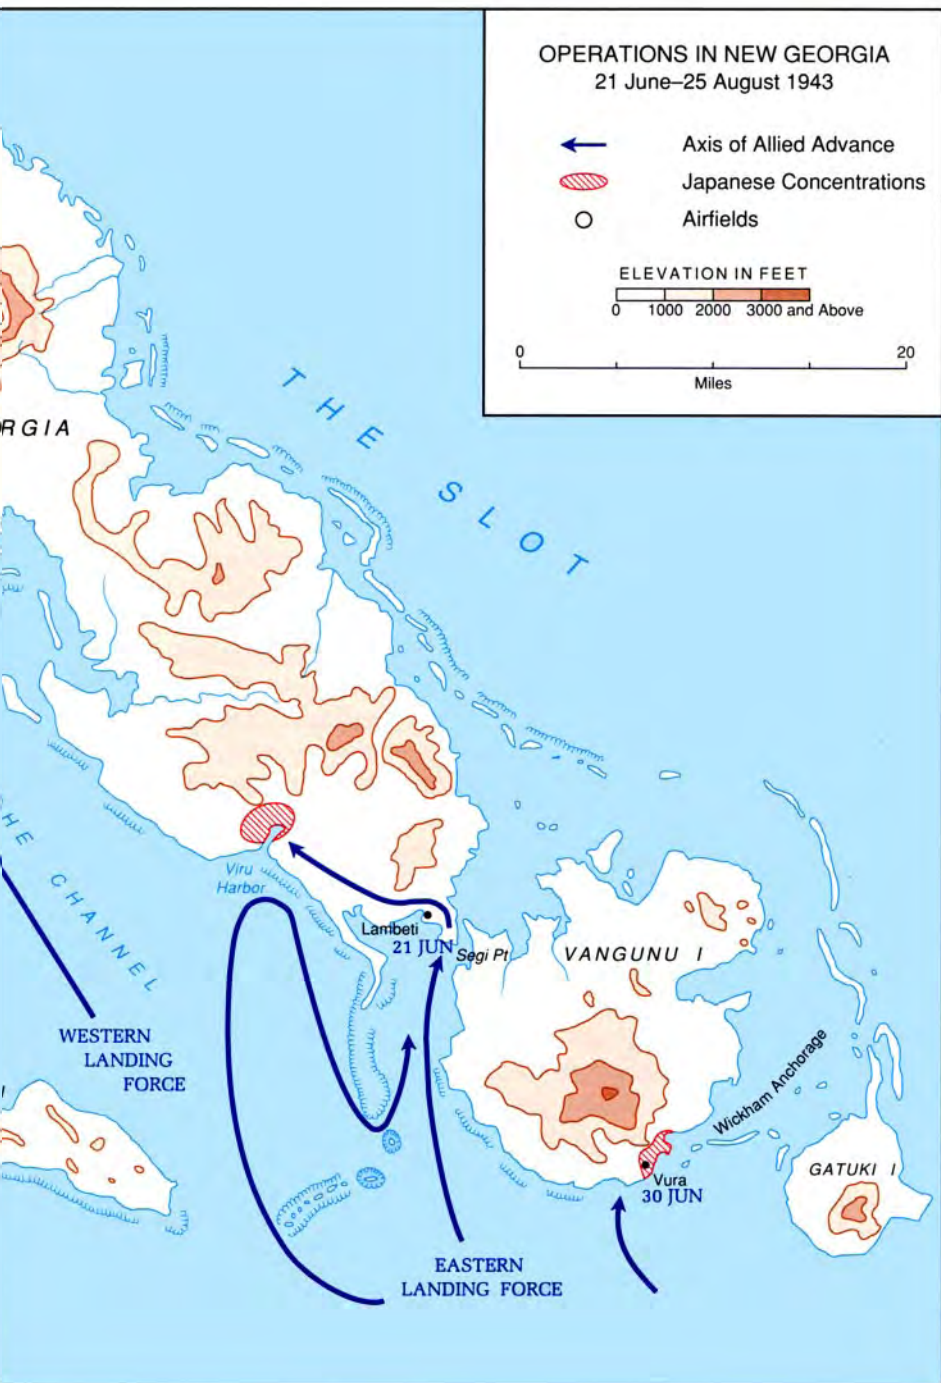 OPERATIONS IN NEW GEORGIA
21 June–25 August 1943
Axis of Allied Advance
Japanese Concentrations
Airfields
ELEVATION IN FEET
0 1000 2000 3000 and Above
0 20
Miles
THE SLOT
RGIA
Viru
Harbor
HE CHANNEL
Lambeti
21 JUN
Segi Pt
VANGUNU I
WESTERN
LANDING
FORCE
I
Wickham Anchorage
GATUKI I
Vura
30 JUN
EASTERN
LANDING FORCE